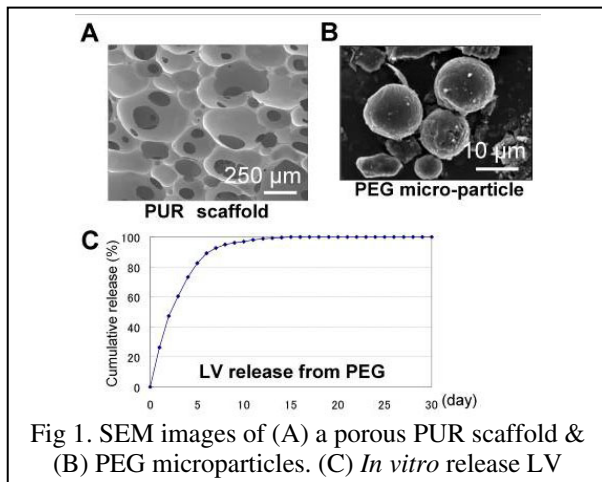 A
B
250 µm
10 µm
PUR scaffold
PEG micro-particle
C
Cumulative release (%)
100
80
60
40
20
0
LV release from PEG
0 5 10 15 20 25 30 (day)
Fig 1. SEM images of (A) a porous PUR scaffold &
(B) PEG microparticles. (C) In vitro release LV